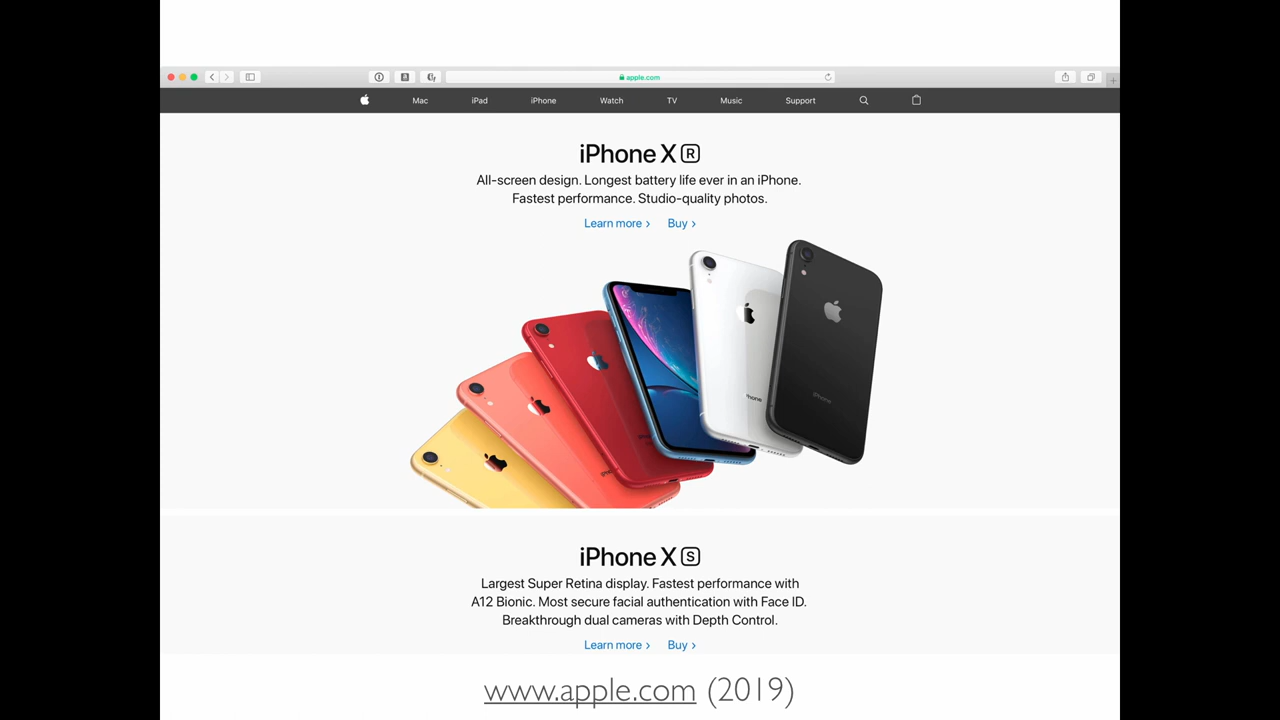 apple.com
Mac iPad iPhone Watch TV Music Support
iPhone XR
All-screen design. Longest battery life ever in an iPhone.
Fastest performance. Studio-quality photos.
Learn more › Buy ›
iPhone XS
Largest Super Retina display. Fastest performance with
A12 Bionic. Most secure facial authentication with Face ID.
Breakthrough dual cameras with Depth Control.
Learn more › Buy ›
www.apple.com (2019)